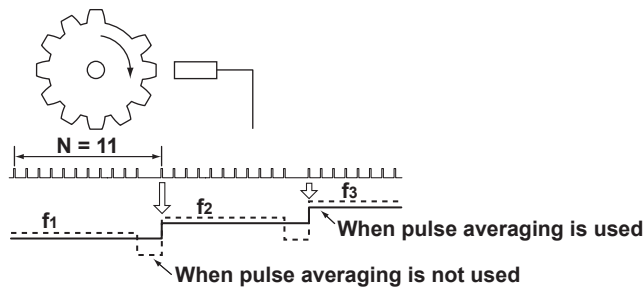 N = 11
f1
f2
f3
When pulse averaging is used
When pulse averaging is not used